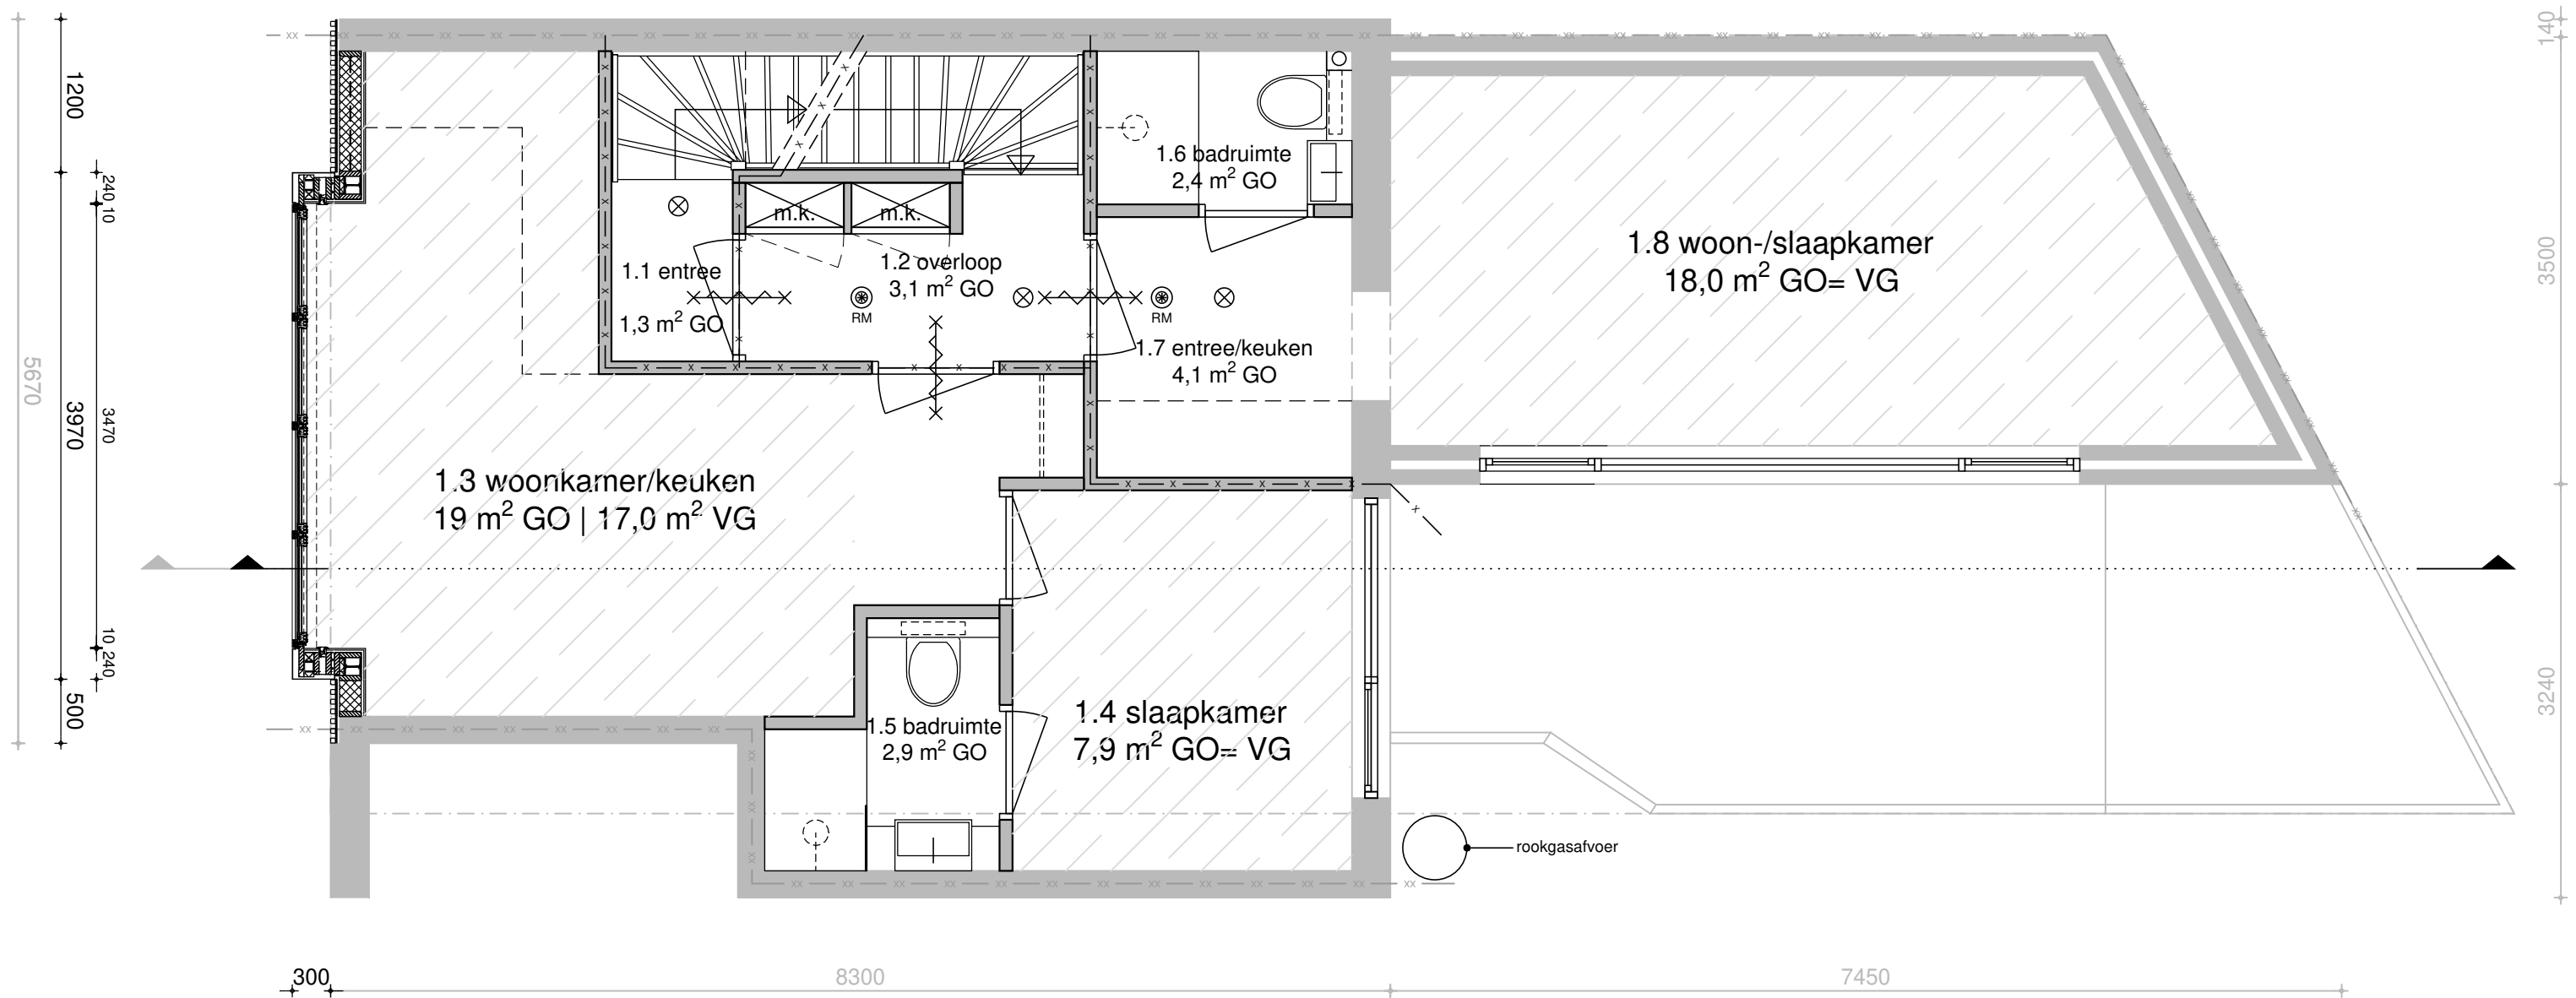 140
1200
240 10
5670
3970
3470
10 240
500
m.k.
m.k.
1.1 entree
1,3 m² GO
1.2 overloop
3,1 m² GO
RM
RM
1.6 badruimte
2,4 m² GO
1.7 entree/keuken
4,1 m² GO
1.8 woon-/slaapkamer
18,0 m² GO= VG
3500
1.3 woonkamer/keuken
19 m² GO | 17,0 m² VG
1.5 badruimte
2,9 m² GO
1.4 slaapkamer
7,9 m² GO= VG
3240
rookgasafvoer
300
8300
7450